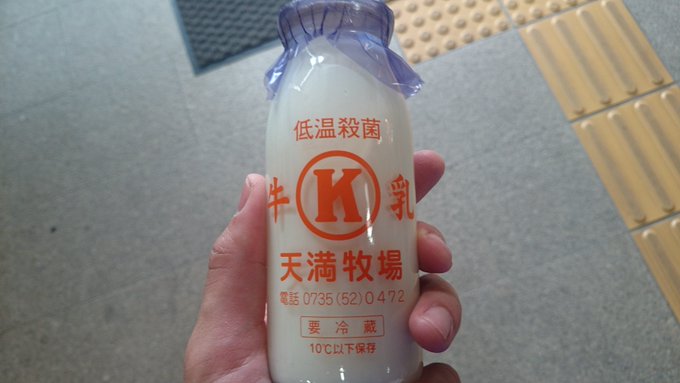 低温殺菌
牛 K 乳
天満牧場
電話 0735(52)0472
要冷蔵
10℃以下保存